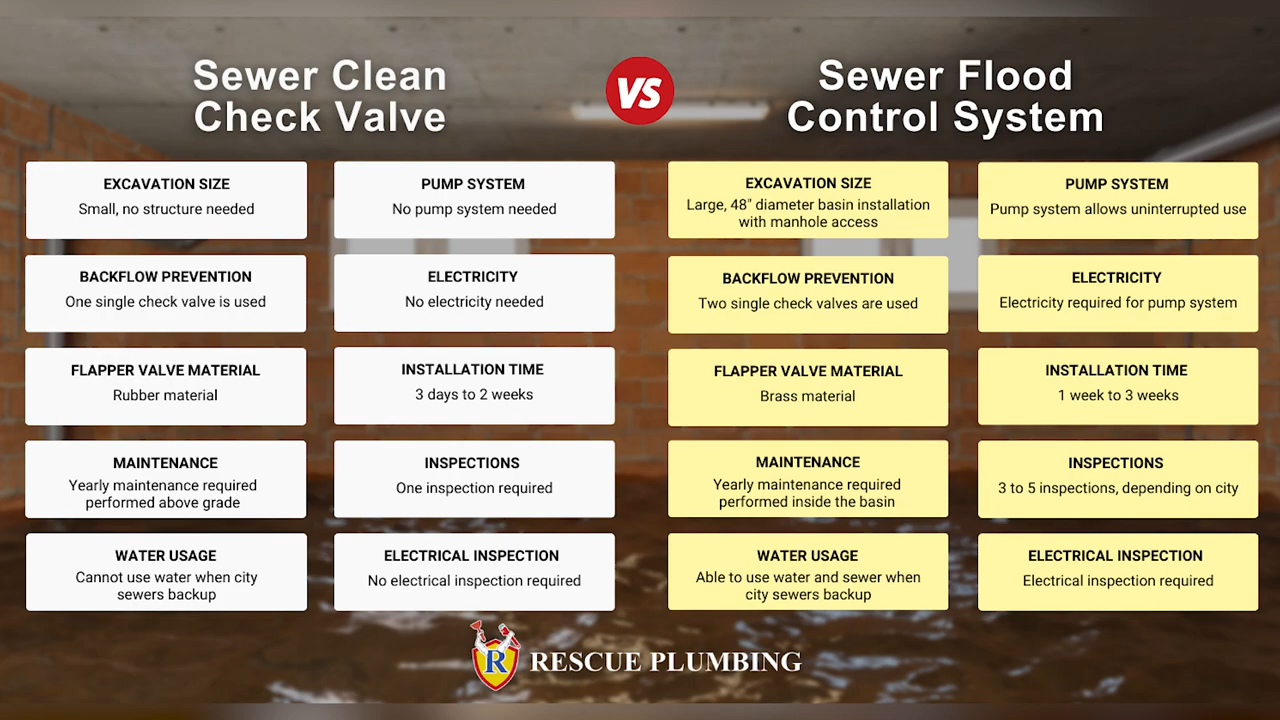 Sewer Clean
Check Valve
VS
Sewer Flood
Control System
EXCAVATION SIZE
Small, no structure needed
PUMP SYSTEM
No pump system needed
BACKFLOW PREVENTION
One single check valve is used
ELECTRICITY
No electricity needed
FLAPPER VALVE MATERIAL
Rubber material
INSTALLATION TIME
3 days to 2 weeks
MAINTENANCE
Yearly maintenance required
performed above grade
INSPECTIONS
One inspection required
WATER USAGE
Cannot use water when city
sewers backup
ELECTRICAL INSPECTION
No electrical inspection required
EXCAVATION SIZE
Large, 48" diameter basin installation
with manhole access
PUMP SYSTEM
Pump system allows uninterrupted use
BACKFLOW PREVENTION
Two single check valves are used
ELECTRICITY
Electricity required for pump system
FLAPPER VALVE MATERIAL
Brass material
INSTALLATION TIME
1 week to 3 weeks
MAINTENANCE
Yearly maintenance required
performed inside the basin
INSPECTIONS
3 to 5 inspections, depending on city
WATER USAGE
Able to use water and sewer when
city sewers backup
ELECTRICAL INSPECTION
Electrical inspection required
R
RESCUE PLUMBING